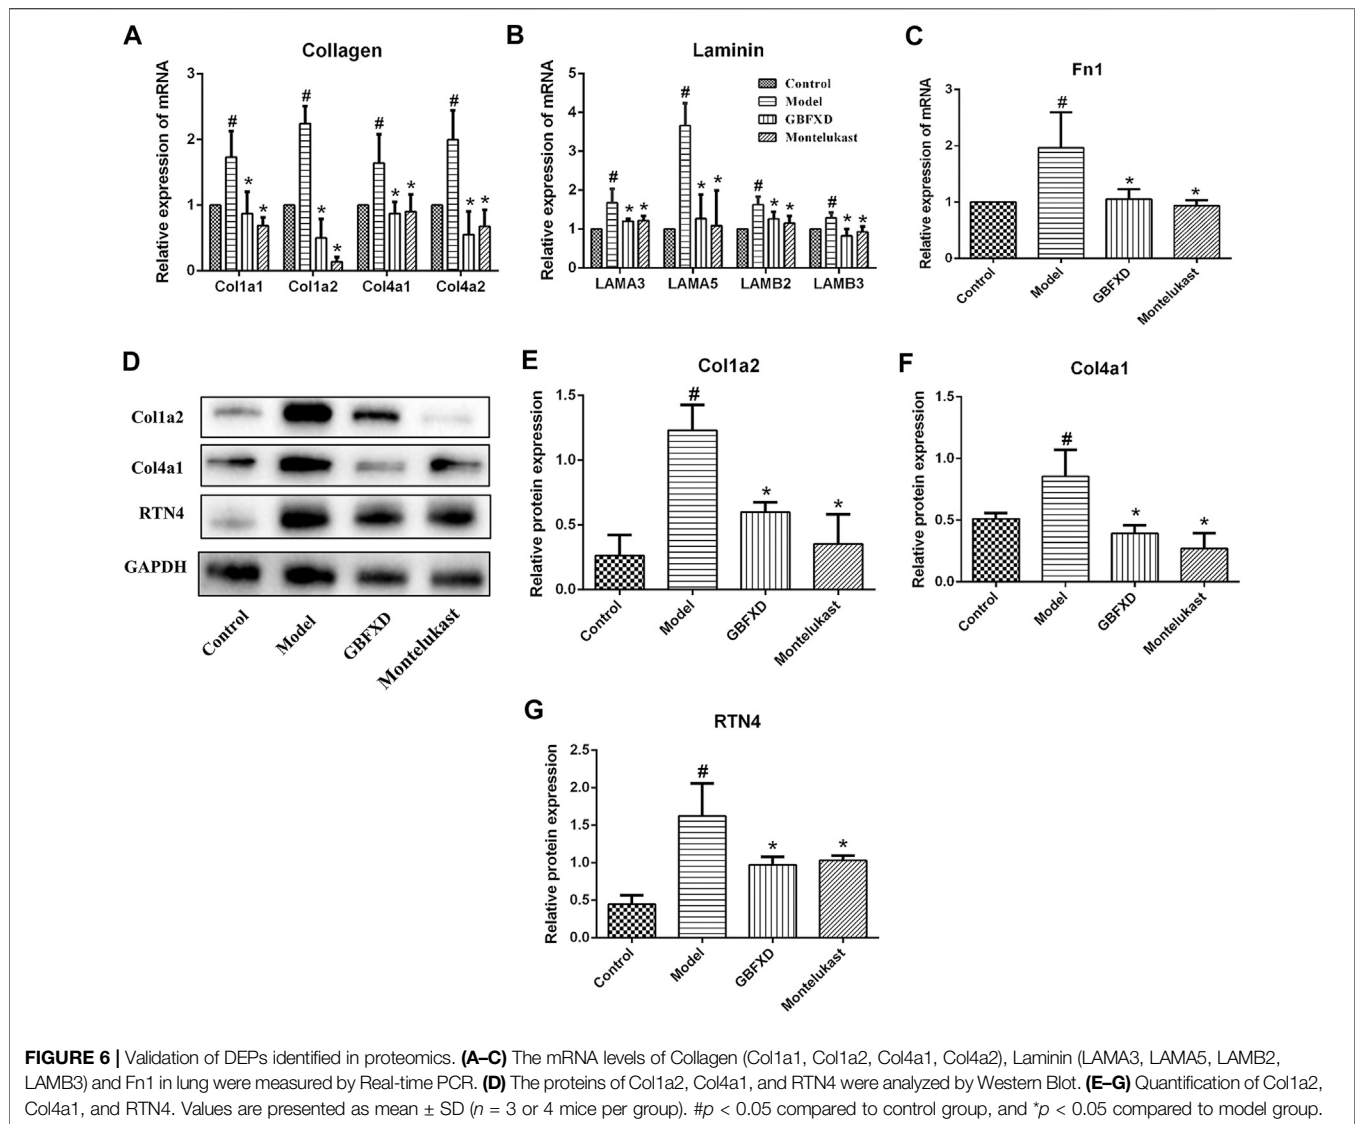 A
Collagen
Relative expression of mRNA
3
2
1
0
# # # #
* * * * * * *
Col1a1 Col1a2 Col4a1 Col4a2
B
Laminin
Relative expression of mRNA
5
4
3
2
1
0
# # # #
* * * * * * * *
Control
Model
GBFXD
Montelukast
LAMA3 LAMA5 LAMB2 LAMB3
C
Fn1
Relative expression of mRNA
3
2
1
0
#
* *
Control Model GBFXD Montelukast
D
Col1a2
Col4a1
RTN4
GAPDH
Control Model GBFXD Montelukast
E
Col1a2
Relative protein expression
1.5
1.0
0.5
0.0
#
* *
Control Model GBFXD Montelukast
F
Col4a1
Relative protein expression
1.5
1.0
0.5
0.0
#
* *
Control Model GBFXD Montelukast
G
RTN4
Relative protein expression
2.5
2.0
1.5
1.0
0.5
0.0
#
* *
Control Model GBFXD Montelukast
FIGURE 6 | Validation of DEPs identified in proteomics. (A–C) The mRNA levels of Collagen (Col1a1, Col1a2, Col4a1, Col4a2), Laminin (LAMA3, LAMA5, LAMB2,
LAMB3) and Fn1 in lung were measured by Real-time PCR. (D) The proteins of Col1a2, Col4a1, and RTN4 were analyzed by Western Blot. (E–G) Quantification of Col1a2,
Col4a1, and RTN4. Values are presented as mean ± SD (n = 3 or 4 mice per group). #p < 0.05 compared to control group, and *p < 0.05 compared to model group.